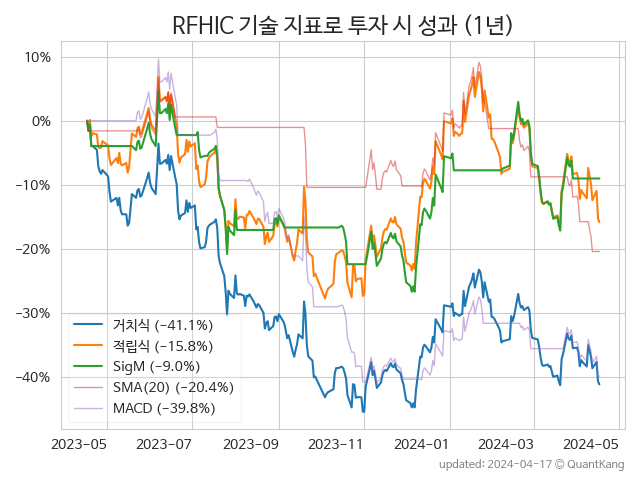 RFHIC 기술 지표로 투자 시 성과 (1년)
10%
0%
−10%
−20%
−30%
−40%
거치식 (−41.1%)
적립식 (−15.8%)
SigM (−9.0%)
SMA(20) (−20.4%)
MACD (−39.8%)
2023-05 2023-07 2023-09 2023-11 2024-01 2024-03 2024-05
updated: 2024-04-17 © QuantKang